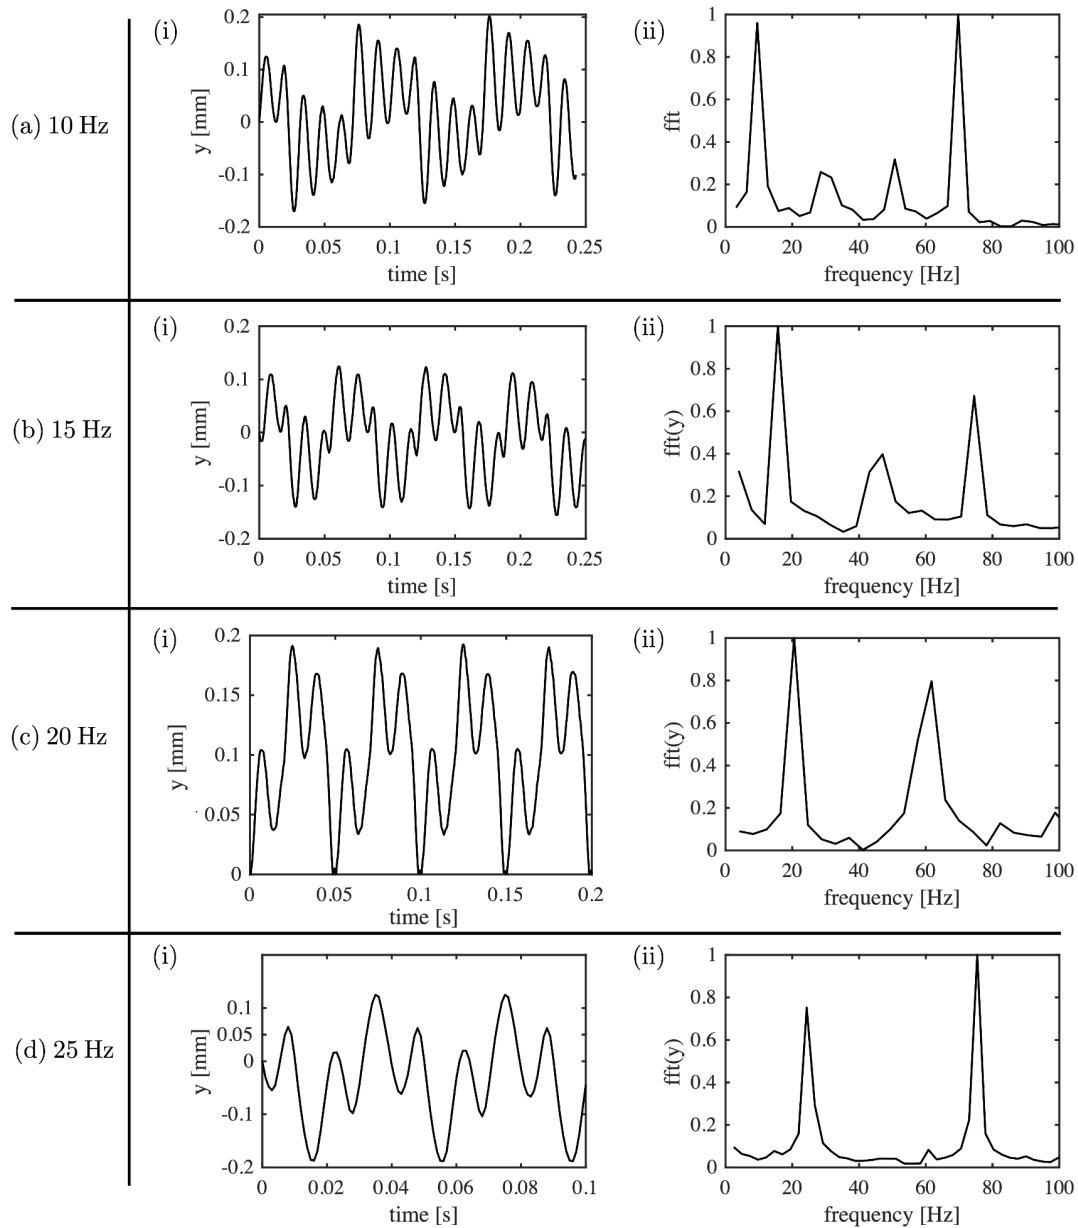 (a) 10 Hz
(i)
0.2
0.1
0
-0.1
-0.2
y [mm]
0 0.05 0.1 0.15 0.2 0.25
time [s]
(ii)
1
0.8
0.6
0.4
0.2
0
fft
0 20 40 60 80 100
frequency [Hz]
(b) 15 Hz
(i)
0.2
0.1
0
-0.1
-0.2
y [mm]
0 0.05 0.1 0.15 0.2 0.25
time [s]
(ii)
1
0.8
0.6
0.4
0.2
0
fft(y)
0 20 40 60 80 100
frequency [Hz]
(c) 20 Hz
(i)
0.2
0.15
0.1
0.05
0
y [mm]
0 0.05 0.1 0.15 0.2
time [s]
(ii)
1
0.8
0.6
0.4
0.2
0
fft(y)
0 20 40 60 80 100
frequency [Hz]
(d) 25 Hz
(i)
0.1
0.05
0
-0.1
-0.2
y [mm]
0 0.02 0.04 0.06 0.08 0.1
time [s]
(ii)
1
0.8
0.6
0.4
0.2
0
fft(y)
0 20 40 60 80 100
frequency [Hz]